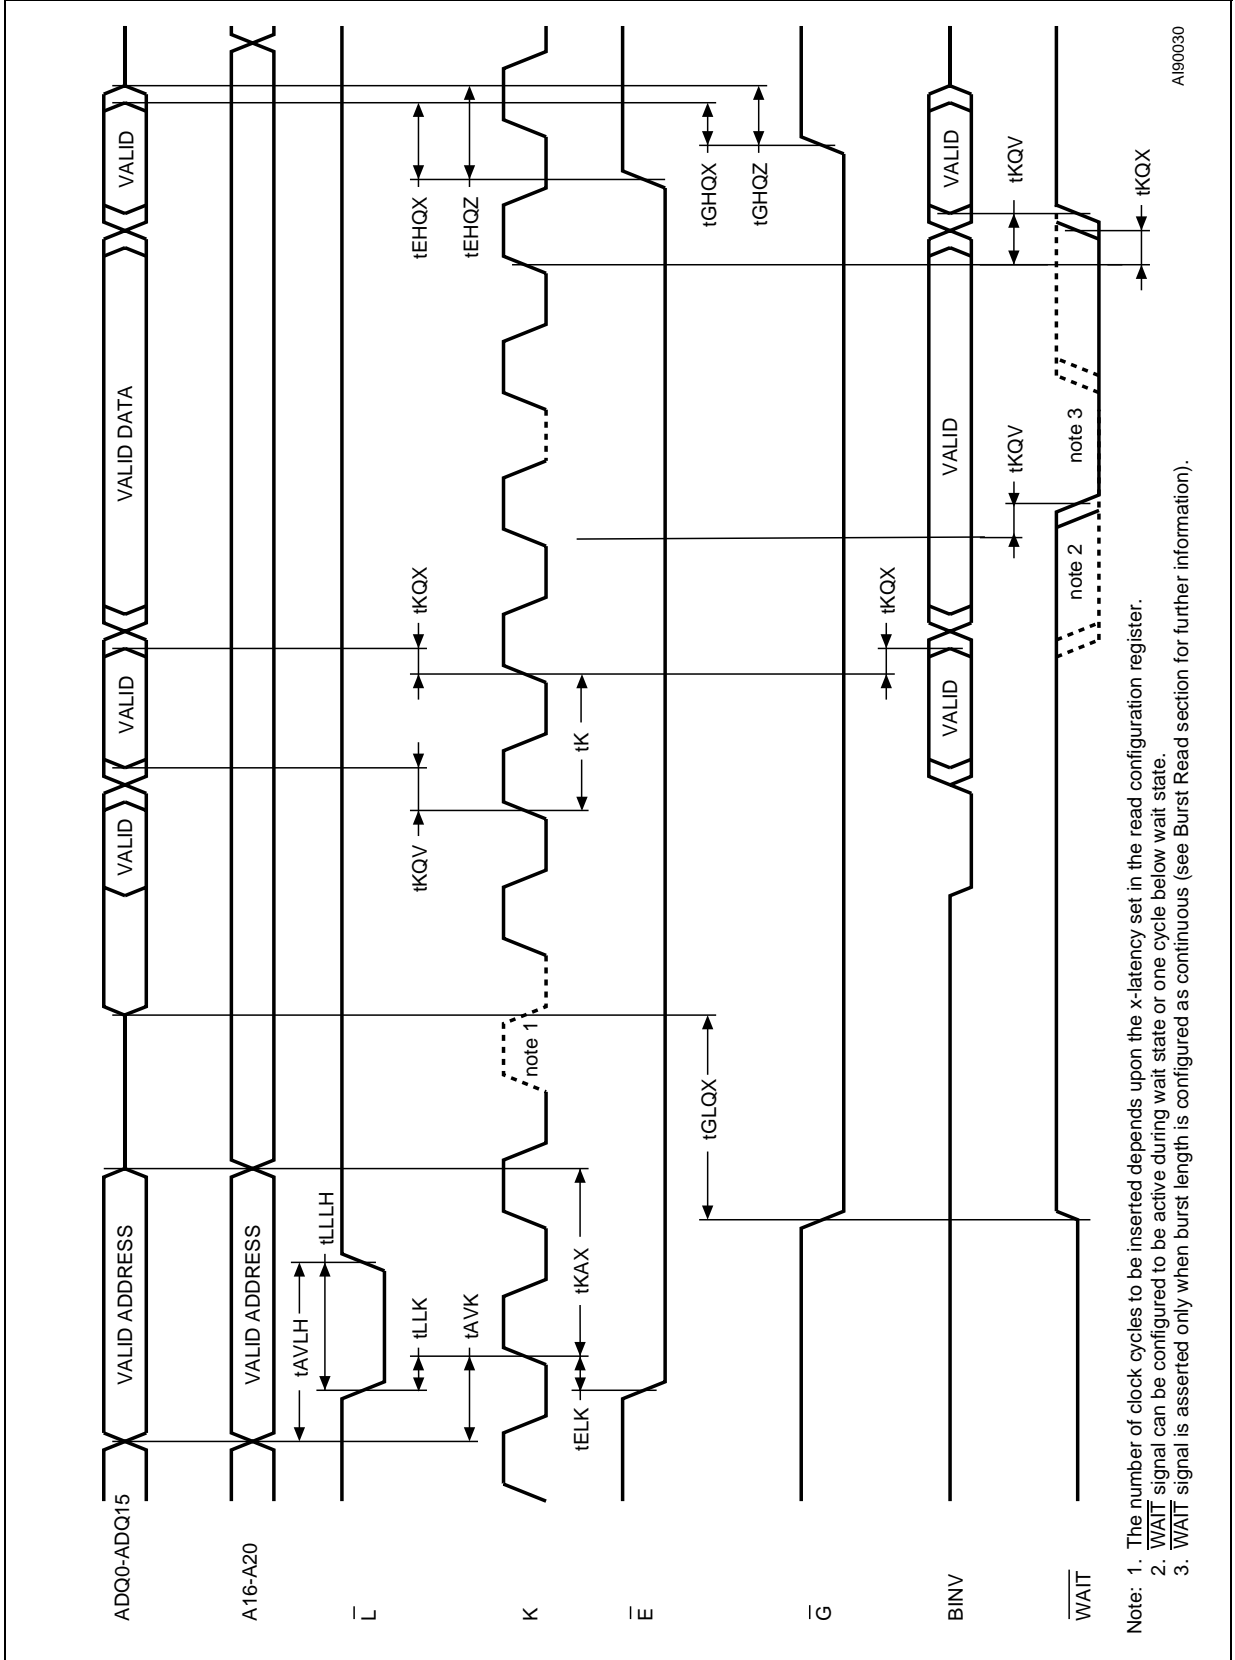 ADQ0-ADQ15
VALID ADDRESS
VALID
VALID
VALID DATA
VALID
A16-A20
VALID ADDRESS
tAVLH
tLLLH
L
tLLK
tAVK
tKQV
tKQX
tEHQX
tEHQZ
K
note 1
tELK
tKAX
tK
E
tGLQX
tGHQX
tGHQZ
G
tKQX
BINV
VALID
VALID
VALID
tKQV
tKQV
WAIT
note 2
note 3
tKQX
Note: 1. The number of clock cycles to be inserted depends upon the x-latency set in the read configuration register.
2. WAIT signal can be configured to be active during wait state or one cycle below wait state.
3. WAIT signal is asserted only when burst length is configured as continuous (see Burst Read section for further information).
AI90030